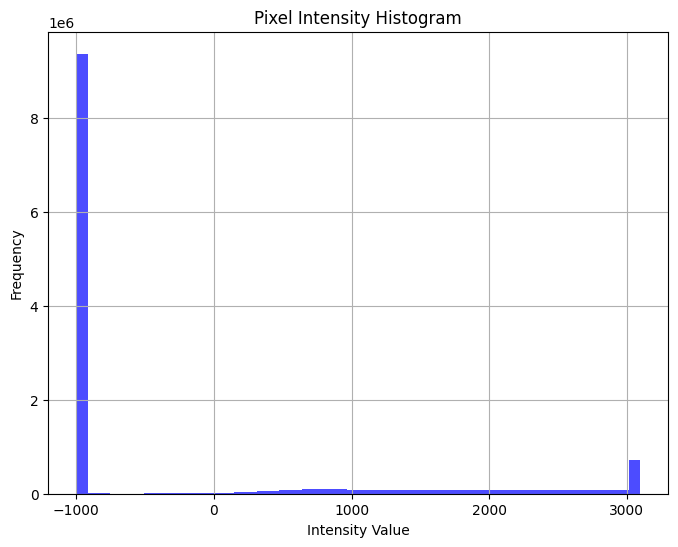 Pixel Intensity Histogram
1e6
8
6
4
2
0
Frequency
−1000
0
1000
2000
3000
Intensity Value